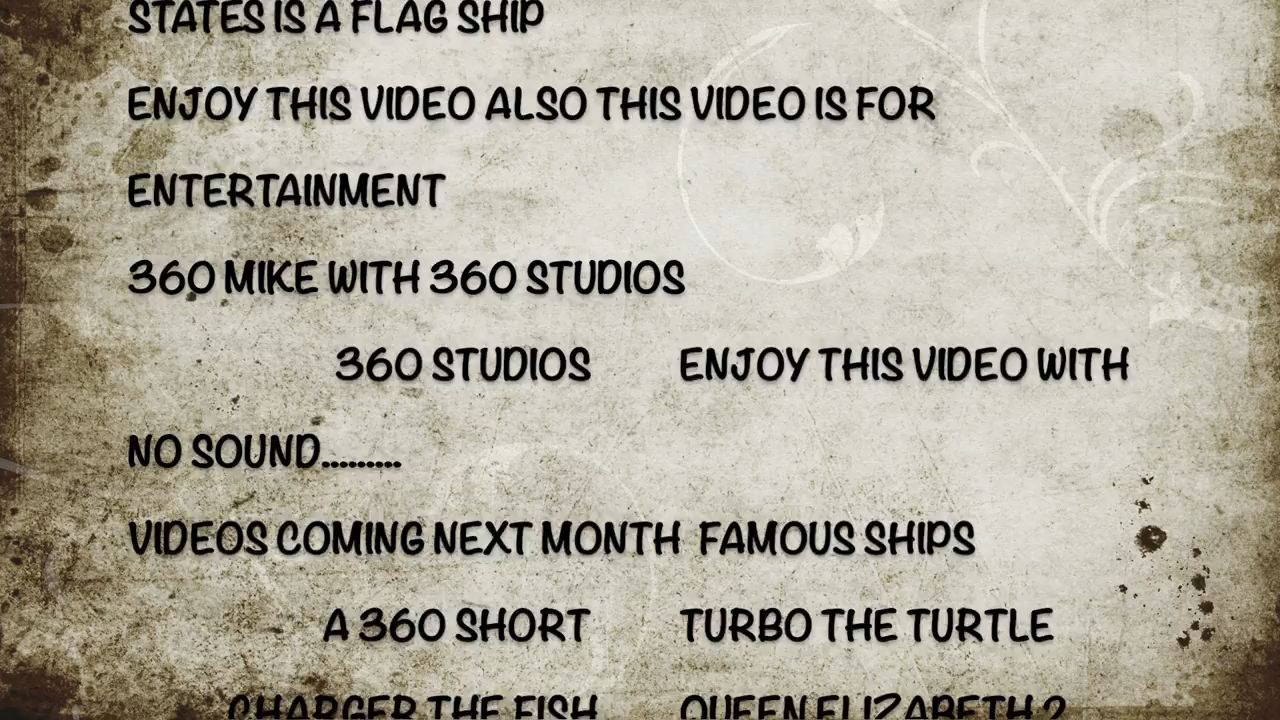 STATES IS A FLAG SHIP
ENJOY THIS VIDEO ALSO THIS VIDEO IS FOR
ENTERTAINMENT
360 MIKE WITH 360 STUDIOS
360 STUDIOS ENJOY THIS VIDEO WITH
NO SOUND.........
VIDEOS COMING NEXT MONTH FAMOUS SHIPS
A 360 SHORT TURBO THE TURTLE
CHARGER THE FISH QUEEN ELIZABETH 2